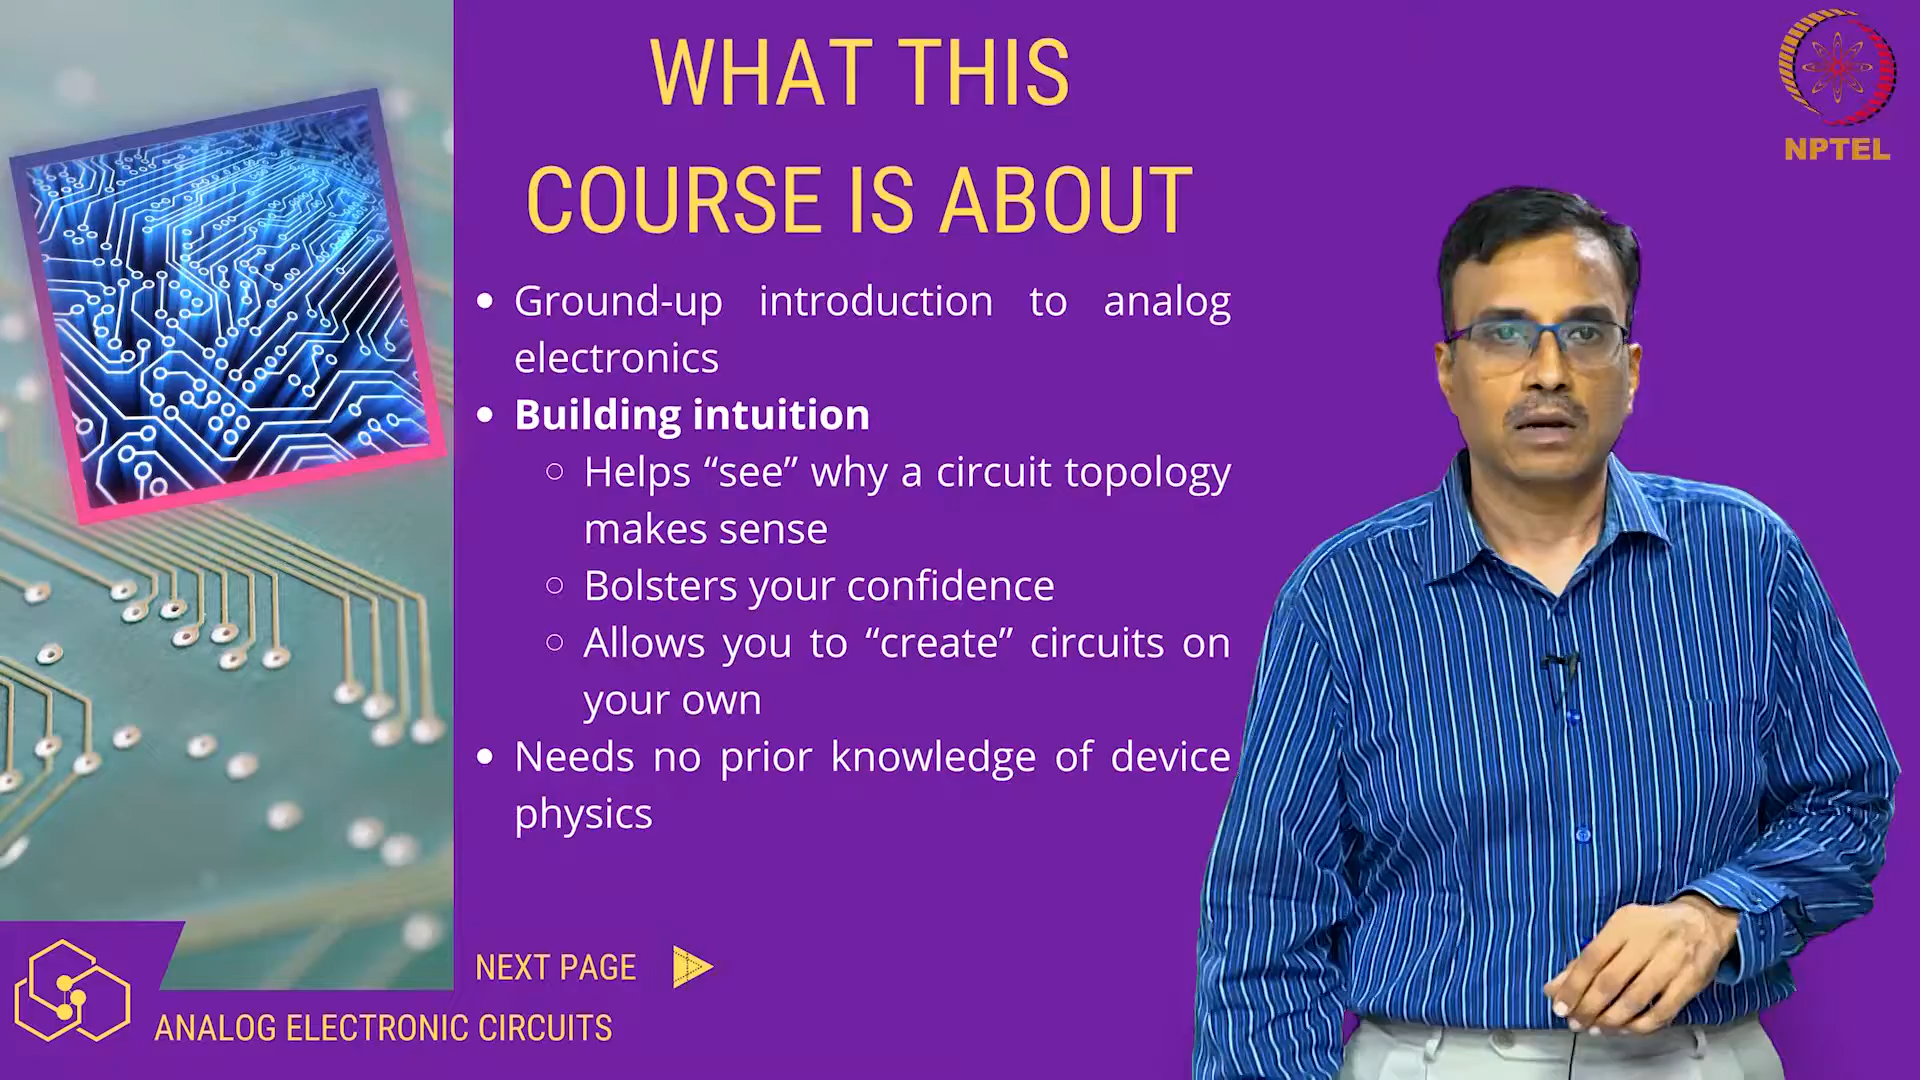 WHAT THIS
COURSE IS ABOUT
NPTEL
• Ground-up introduction to analog
electronics
• Building intuition
○ Helps “see” why a circuit topology
makes sense
○ Bolsters your confidence
○ Allows you to “create” circuits on
your own
• Needs no prior knowledge of device
physics
NEXT PAGE
ANALOG ELECTRONIC CIRCUITS